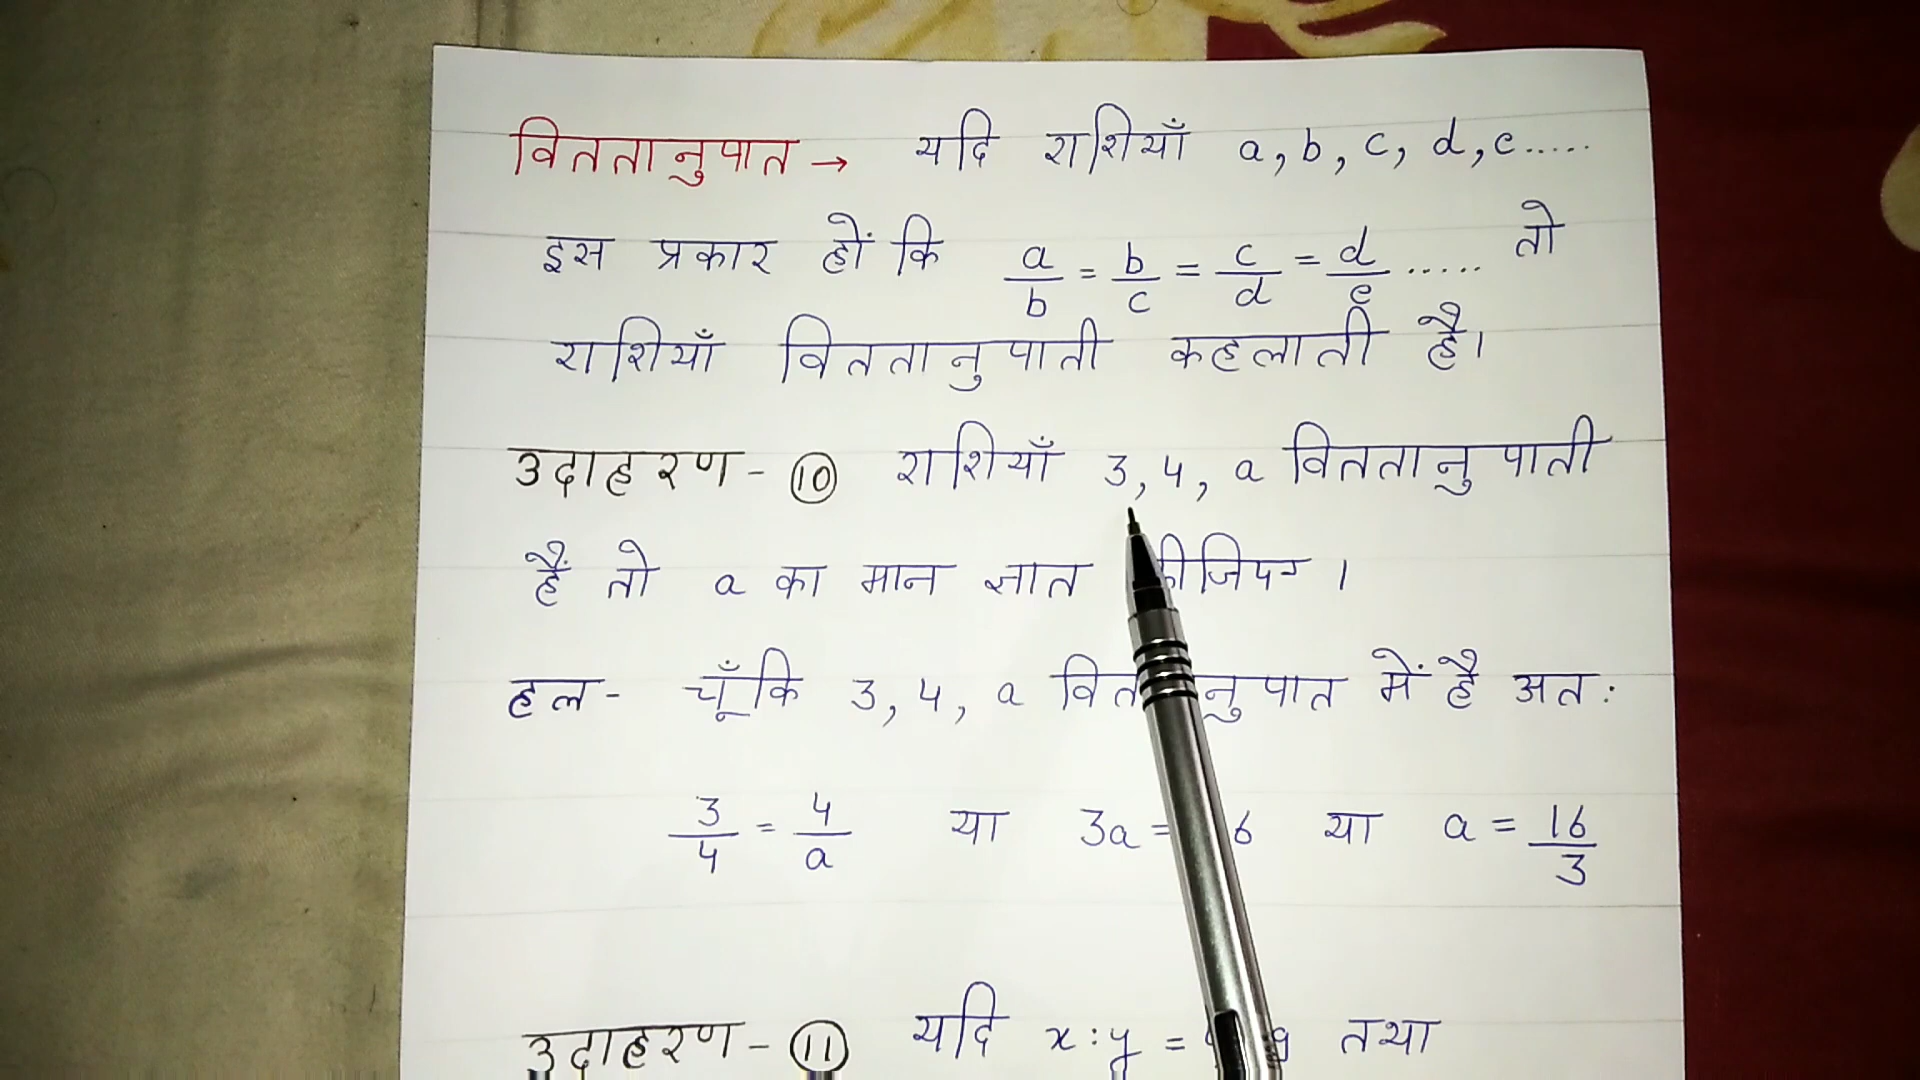 विततानुपात → यदि राशियाँ a, b, c, d, e.....
इस प्रकार हों कि a/b = b/c = c/d = d/e ..... तो
राशियाँ विततानुपाती कहलाती है।
उदाहरण - ⑩ राशियाँ 3, 4, a विततानुपाती
हैं तो a का मान ज्ञात कीजिए ।
हल - चूँकि 3, 4, a में है अत:
3/4 = 4/a या 3a = या a = 16/3
उदाहरण - ⑪ यदि x : y = तथा